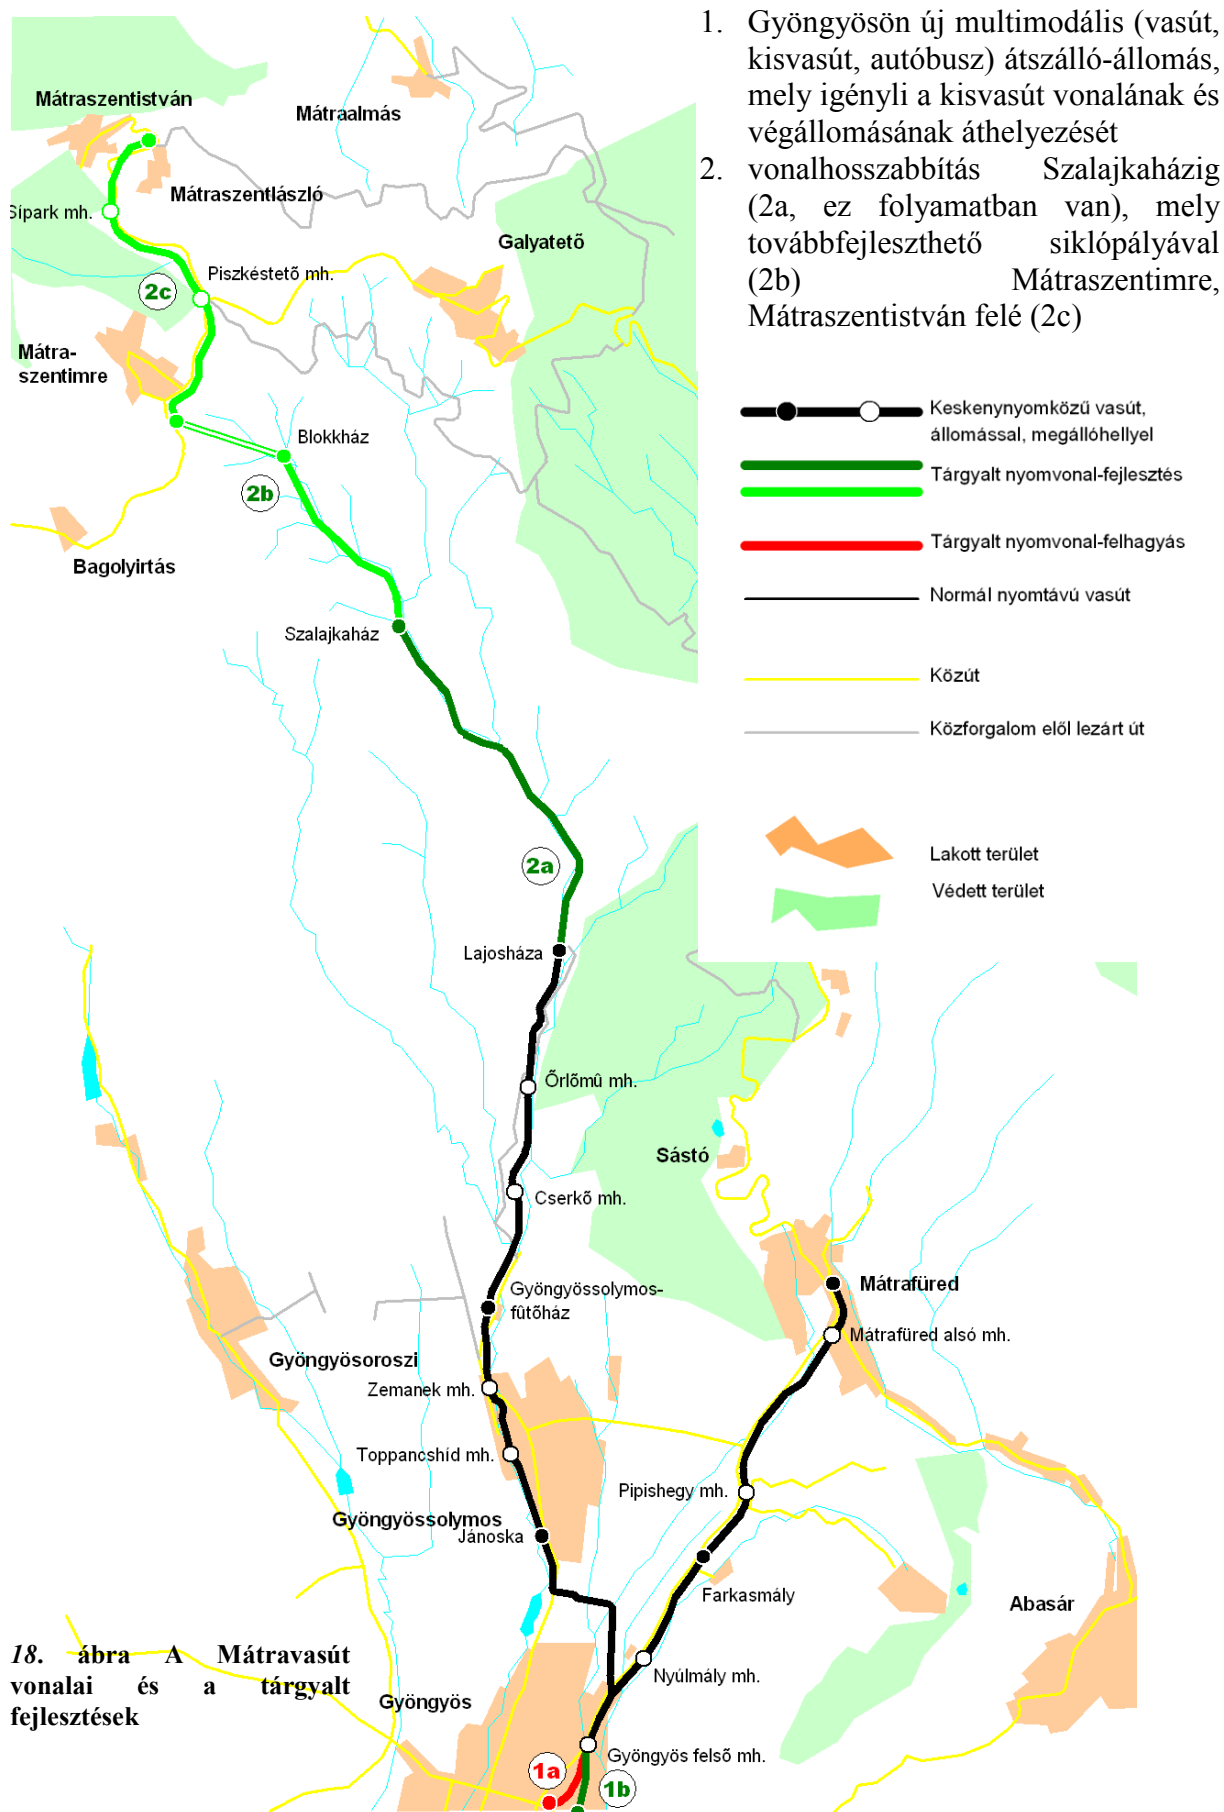 1. Gyöngyösön új multimodális (vasút,
kisvasút, autóbusz) átszálló-állomás,
mely igényli a kisvasút vonalának és
végállomásának áthelyezését
2. vonalhosszabbítás Szalajkaházig
(2a, ez folyamatban van), mely
továbbfejleszthető siklópályával
(2b) Mátraszentimre,
Mátraszentistván felé (2c)
Keskenynyomközű vasút,
állomással, megállóhellyel
Tárgyalt nyomvonal-fejlesztés
Tárgyalt nyomvonal-felhagyás
Normál nyomtávú vasút
Közút
Közforgalom elől lezárt út
Lakott terület
Védett terület
Mátraszentistván
Mátraalmás
Mátraszentlászló
Sípark mh.
Galyatető
Piszkéstetõ mh.
2c
Mátra-
szentimre
Blokkház
2b
Bagolyirtás
Szalajkaház
2a
Lajosháza
Õrlõmû mh.
Sástó
Cserkõ mh.
Mátrafüred
Gyöngyössolymos-
fûtõház
Mátrafüred alsó mh.
Gyöngyösoroszi
Zemanek mh.
Toppancshíd mh.
Pipishegy mh.
Gyöngyössolymos
Jánoska
Farkasmály
Abasár
Nyúlmály mh.
Gyöngyös
Gyöngyös felsõ mh.
1a
1b
18. ábra A Mátravasút
vonalai és a tárgyalt
fejlesztések